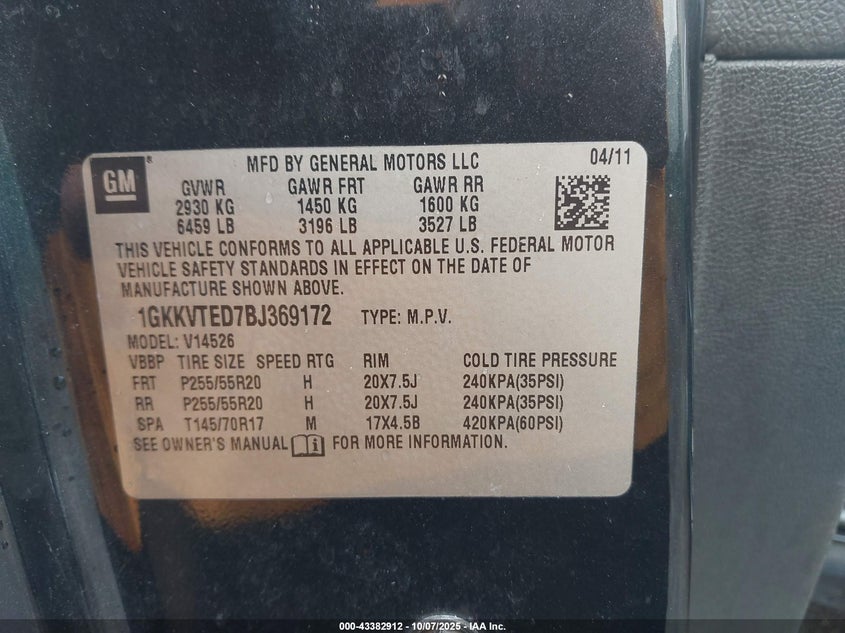 GM ®
MFD BY GENERAL MOTORS LLC 04/11
GVWR GAWR FRT GAWR RR
2930 KG 1450 KG 1600 KG
6459 LB 3196 LB 3527 LB
THIS VEHICLE CONFORMS TO ALL APPLICABLE U.S. FEDERAL MOTOR
VEHICLE SAFETY STANDARDS IN EFFECT ON THE DATE OF
MANUFACTURE SHOWN ABOVE.
1GKKVTED7BJ369172 TYPE: M.P.V.
MODEL: V14526
VBBP TIRE SIZE SPEED RTG RIM COLD TIRE PRESSURE
FRT P255/55R20 H 20X7.5J 240KPA(35PSI)
RR P255/55R20 H 20X7.5J 240KPA(35PSI)
SPA T145/70R17 M 17X4.5B 420KPA(60PSI)
SEE OWNER'S MANUAL i FOR MORE INFORMATION.
000-43382912 - 10/07/2025 - IAA Inc.